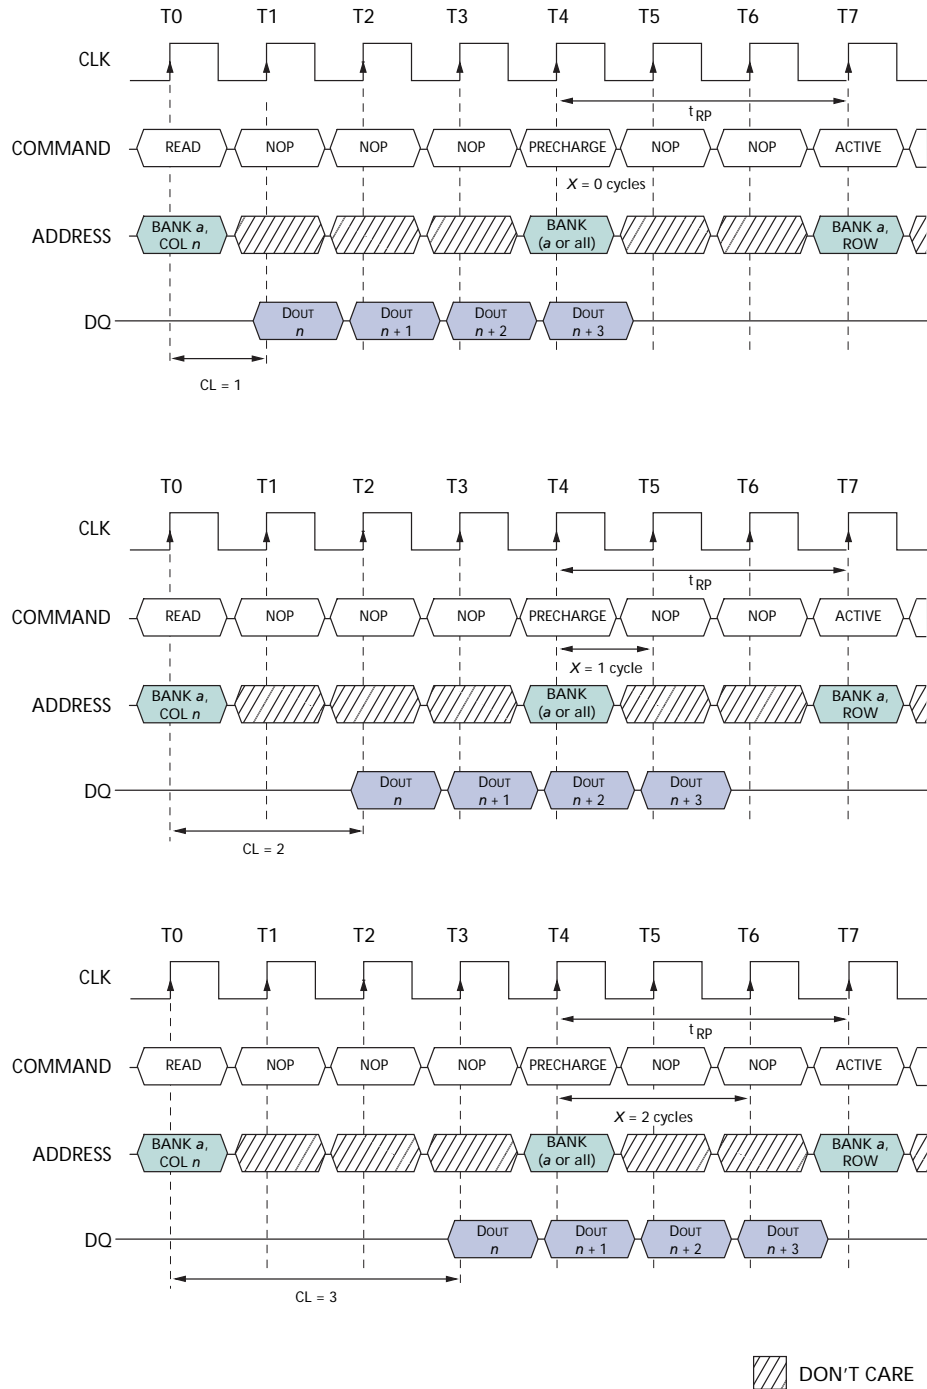 T0 T1 T2 T3 T4 T5 T6 T7
CLK
tRP
COMMAND READ NOP NOP NOP PRECHARGE NOP NOP ACTIVE
X = 0 cycles
ADDRESS BANK a, COL n BANK (a or all) BANK a, ROW
DQ DOUT n DOUT n + 1 DOUT n + 2 DOUT n + 3
CL = 1
T0 T1 T2 T3 T4 T5 T6 T7
CLK
tRP
COMMAND READ NOP NOP NOP PRECHARGE NOP NOP ACTIVE
X = 1 cycle
ADDRESS BANK a, COL n BANK (a or all) BANK a, ROW
DQ DOUT n DOUT n + 1 DOUT n + 2 DOUT n + 3
CL = 2
T0 T1 T2 T3 T4 T5 T6 T7
CLK
tRP
COMMAND READ NOP NOP NOP PRECHARGE NOP NOP ACTIVE
X = 2 cycles
ADDRESS BANK a, COL n BANK (a or all) BANK a, ROW
DQ DOUT n DOUT n + 1 DOUT n + 2 DOUT n + 3
CL = 3
DON'T CARE